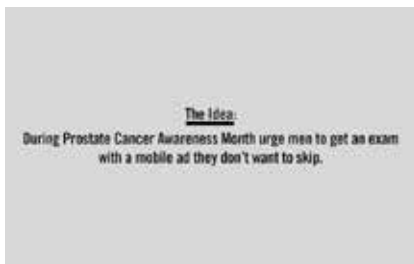 The Idea:
During Prostate Cancer Awareness Month urge men to get an exam
with a mobile ad they don't want to skip.